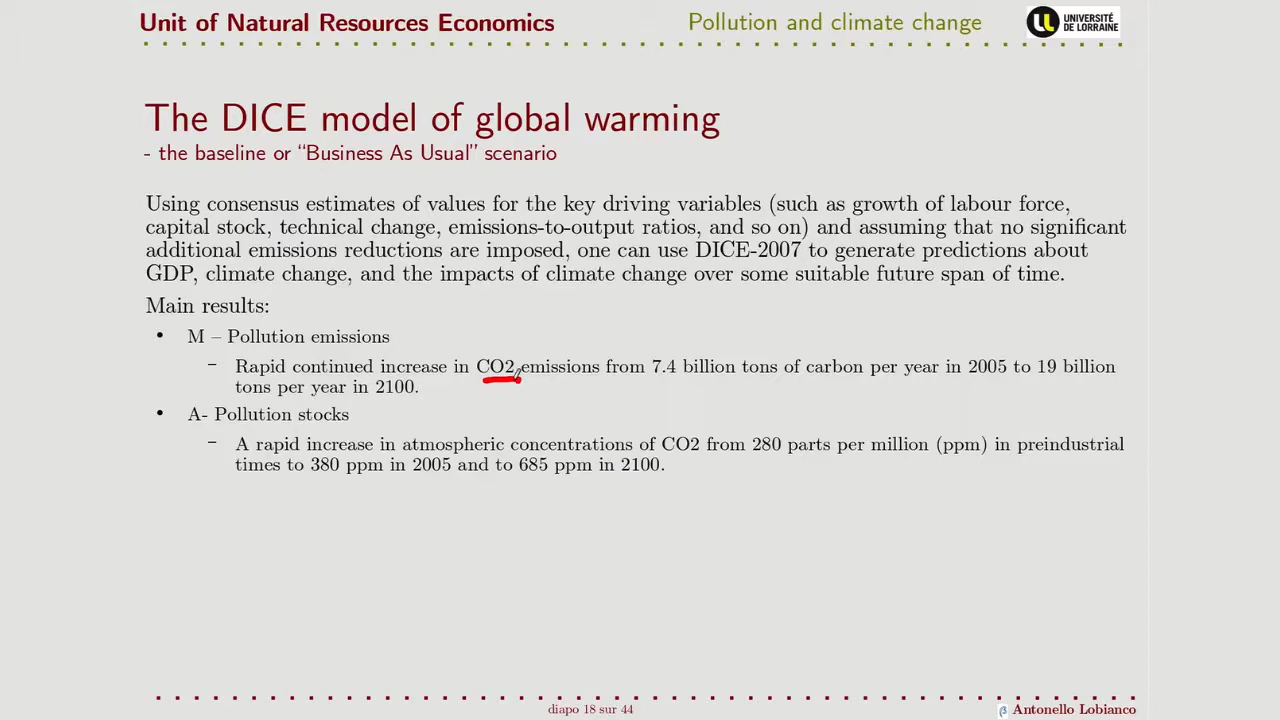 Unit of Natural Resources Economics
Pollution and climate change
UNIVERSITÉ
DE LORRAINE
The DICE model of global warming
- the baseline or “Business As Usual” scenario
Using consensus estimates of values for the key driving variables (such as growth of labour force,
capital stock, technical change, emissions-to-output ratios, and so on) and assuming that no significant
additional emissions reductions are imposed, one can use DICE-2007 to generate predictions about
GDP, climate change, and the impacts of climate change over some suitable future span of time.
Main results:
• M – Pollution emissions
– Rapid continued increase in CO2 emissions from 7.4 billion tons of carbon per year in 2005 to 19 billion
tons per year in 2100.
• A- Pollution stocks
– A rapid increase in atmospheric concentrations of CO2 from 280 parts per million (ppm) in preindustrial
times to 380 ppm in 2005 and to 685 ppm in 2100.
diapo 18 sur 44
Antonello Lobianco